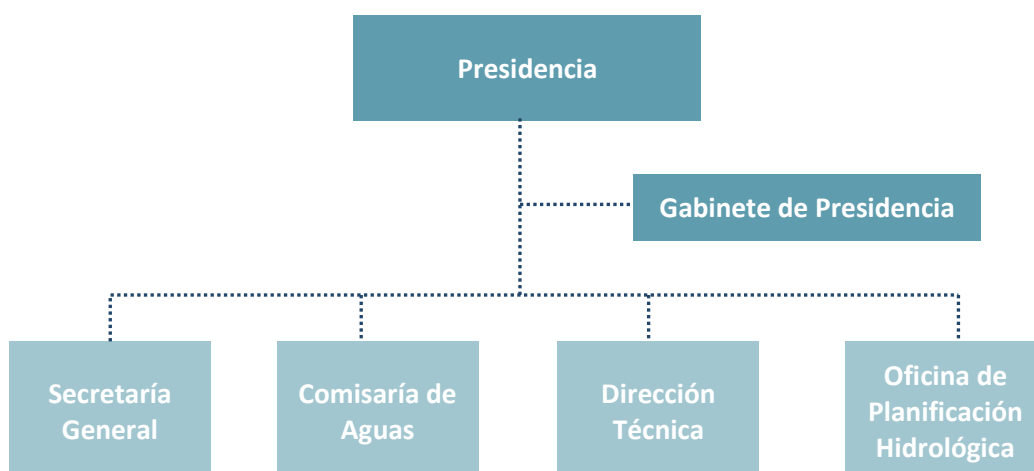 Presidencia
Gabinete de Presidencia
Secretaría
General
Comisaría de
Aguas
Dirección
Técnica
Oficina de
Planificación
Hidrológica